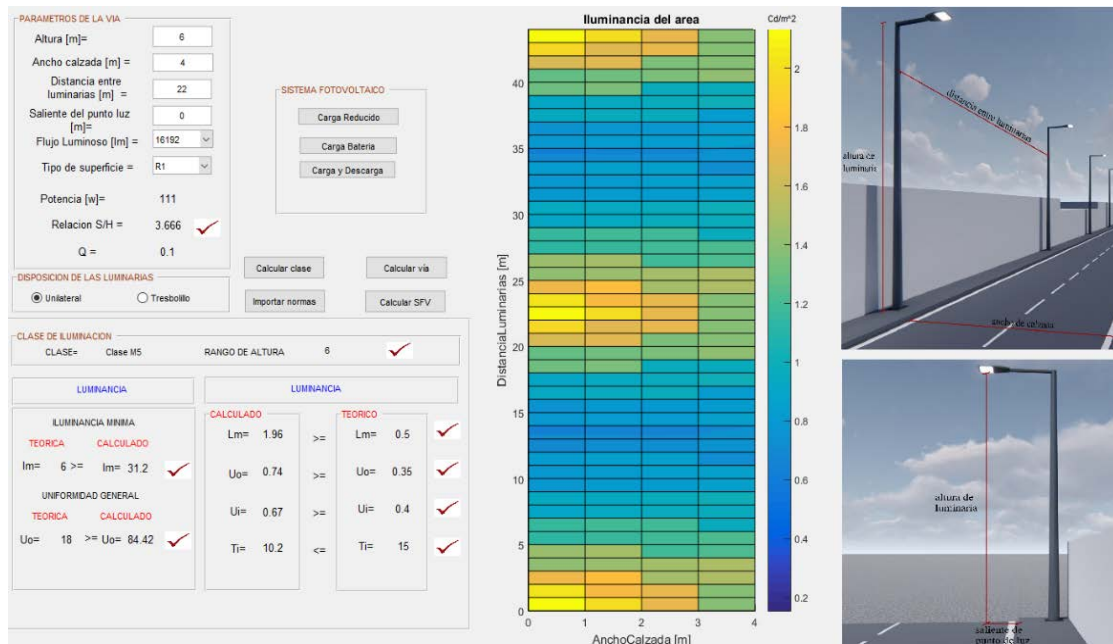 PARAMETROS DE LA VIA
Altura [m]= 6
Ancho calzada [m] = 4
Distancia entre
luminarias [m] = 22
Saliente del punto luz
[m]= 0
Flujo Luminoso [lm] = 16192
Tipo de superficie = R1
Potencia [w]= 111
Relacion S/H = 3.666
Q = 0.1
DISPOSICION DE LAS LUMINARIAS
Unilateral
Tresbolillo
SISTEMA FOTOVOLTAICO
Carga Reducido
Carga Bateria
Carga y Descarga
Calcular clase
Calcular vía
Importar normas
Calcular SFV
CLASE DE ILUMINACION
CLASE= Clase M5 RANGO DE ALTURA 6
LUMINANCIA
ILUMINANCIA MINIMA
TEORICA CALCULADO
Im= 6 >= Im= 31.2
UNIFORMIDAD GENERAL
TEORICA CALCULADO
Uo= 18 >= Uo= 84.42
LUMINANCIA
CALCULADO TEORICO
Lm= 1.96 >= Lm= 0.5
Uo= 0.74 >= Uo= 0.35
Ui= 0.67 >= Ui= 0.4
Ti= 10.2 <= Ti= 15
Iluminancia del area
Cd/m^2
DistanciaLuminarias [m]
40
35
30
25
20
15
10
5
0
0 1 2 3 4
AnchoCalzada [m]
2
1.8
1.6
1.4
1.2
1
0.8
0.6
0.4
0.2
distancia entre luminarias
altura de
luminaria
ancho de calzada
altura de
luminaria
saliente de
punto de luz